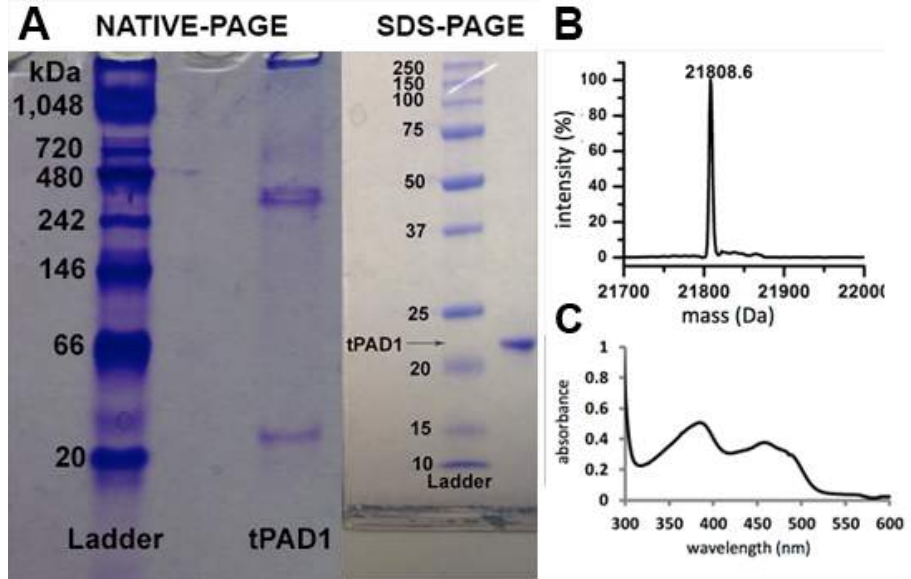 A
NATIVE-PAGE
SDS-PAGE
kDa
1,048
720
480
242
146
66
20
Ladder
tPAD1
250
150
100
75
50
37
25
tPAD1
20
15
10
Ladder
B
21808.6
100
80
60
40
20
0
intensity (%)
21700 21800 21900 22000
mass (Da)
C
1
0.8
0.6
0.4
0.2
0
absorbance
300 350 400 450 500 550 600
wavelength (nm)